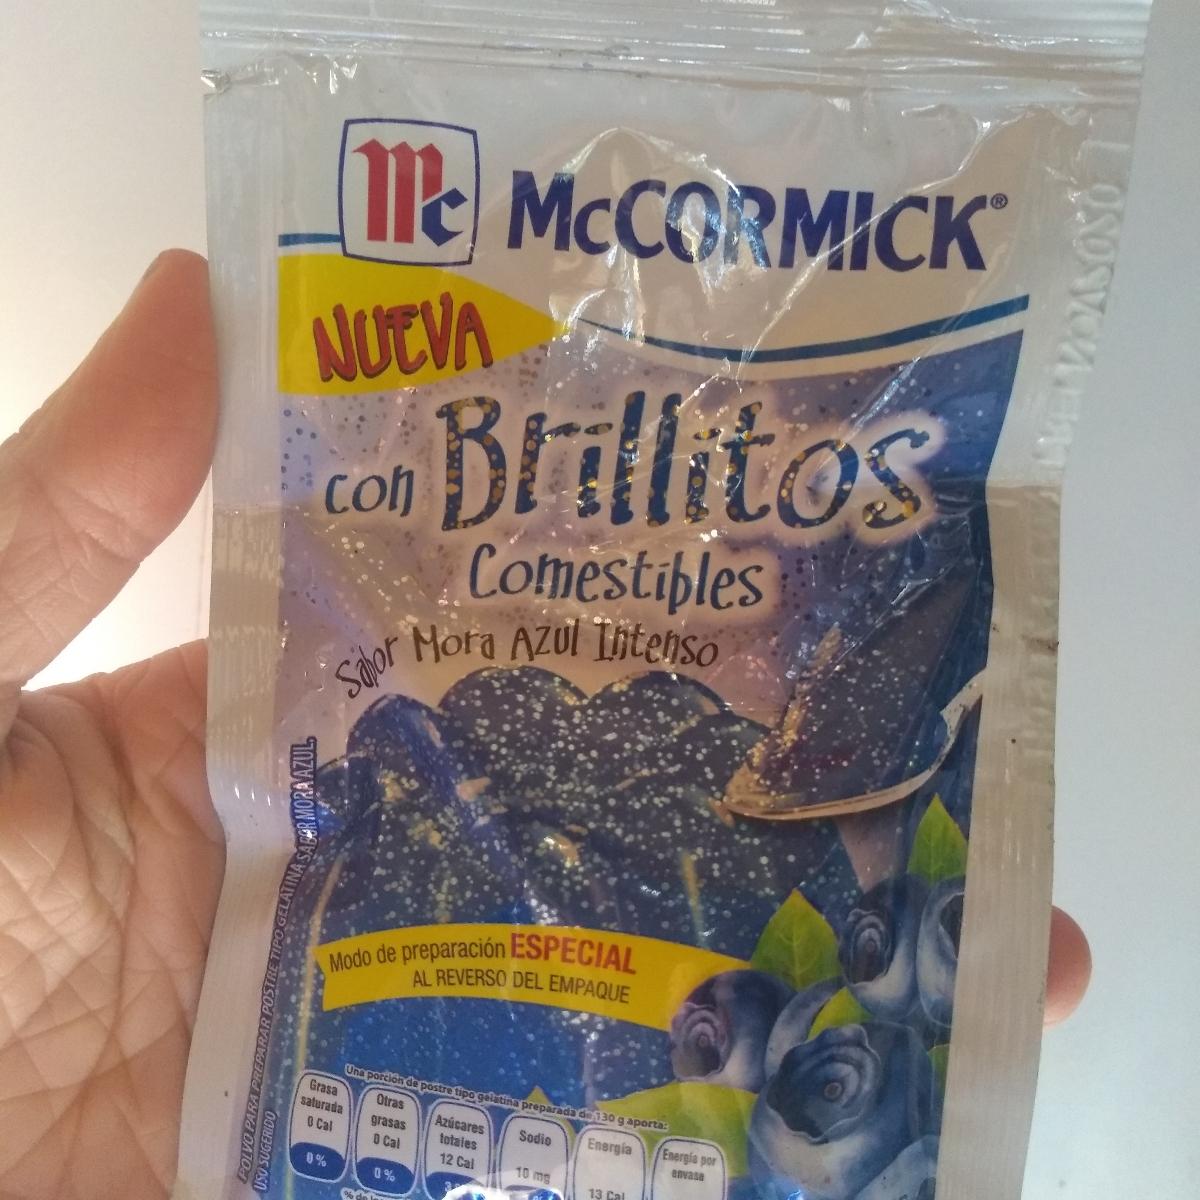 Mc McCORMICK®
NUEVA
con Brillitos
Comestibles
Sabor Mora Azul Intenso
POLVO PARA PREPARAR POSTRE TIPO GELATINA SABOR MORA AZUL.
USO SUGERIDO
Modo de preparación ESPECIAL
AL REVERSO DEL EMPAQUE
Una porción de postre tipo gelatina preparada de 130 g aporta:
Grasa saturada 0 Cal 0 %
Otras grasas 0 Cal 0 %
Azúcares totales 12 Cal
Sodio 10 mg
Energía 13 Cal
Energía por envase
% de